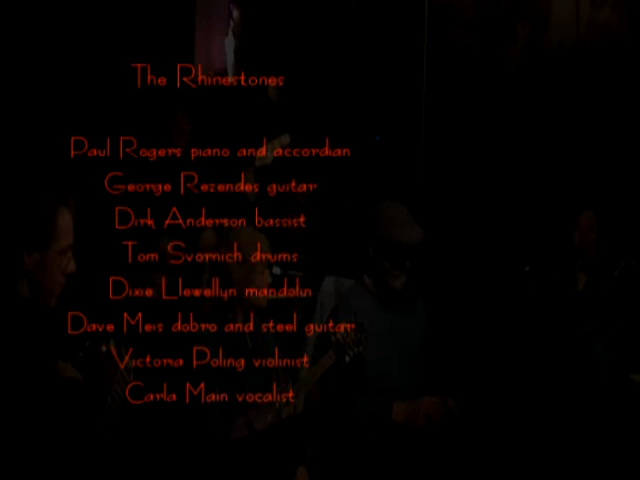 The Rhinestones
Paul Rogers piano and accordian
George Rezendes guitar
Dirk Anderson bassist
Tom Svornich drums
Dixie Llewellyn mandolin
Dave Meis dobro and steel guitar
Victoria Poling violinist
Carla Main vocalist